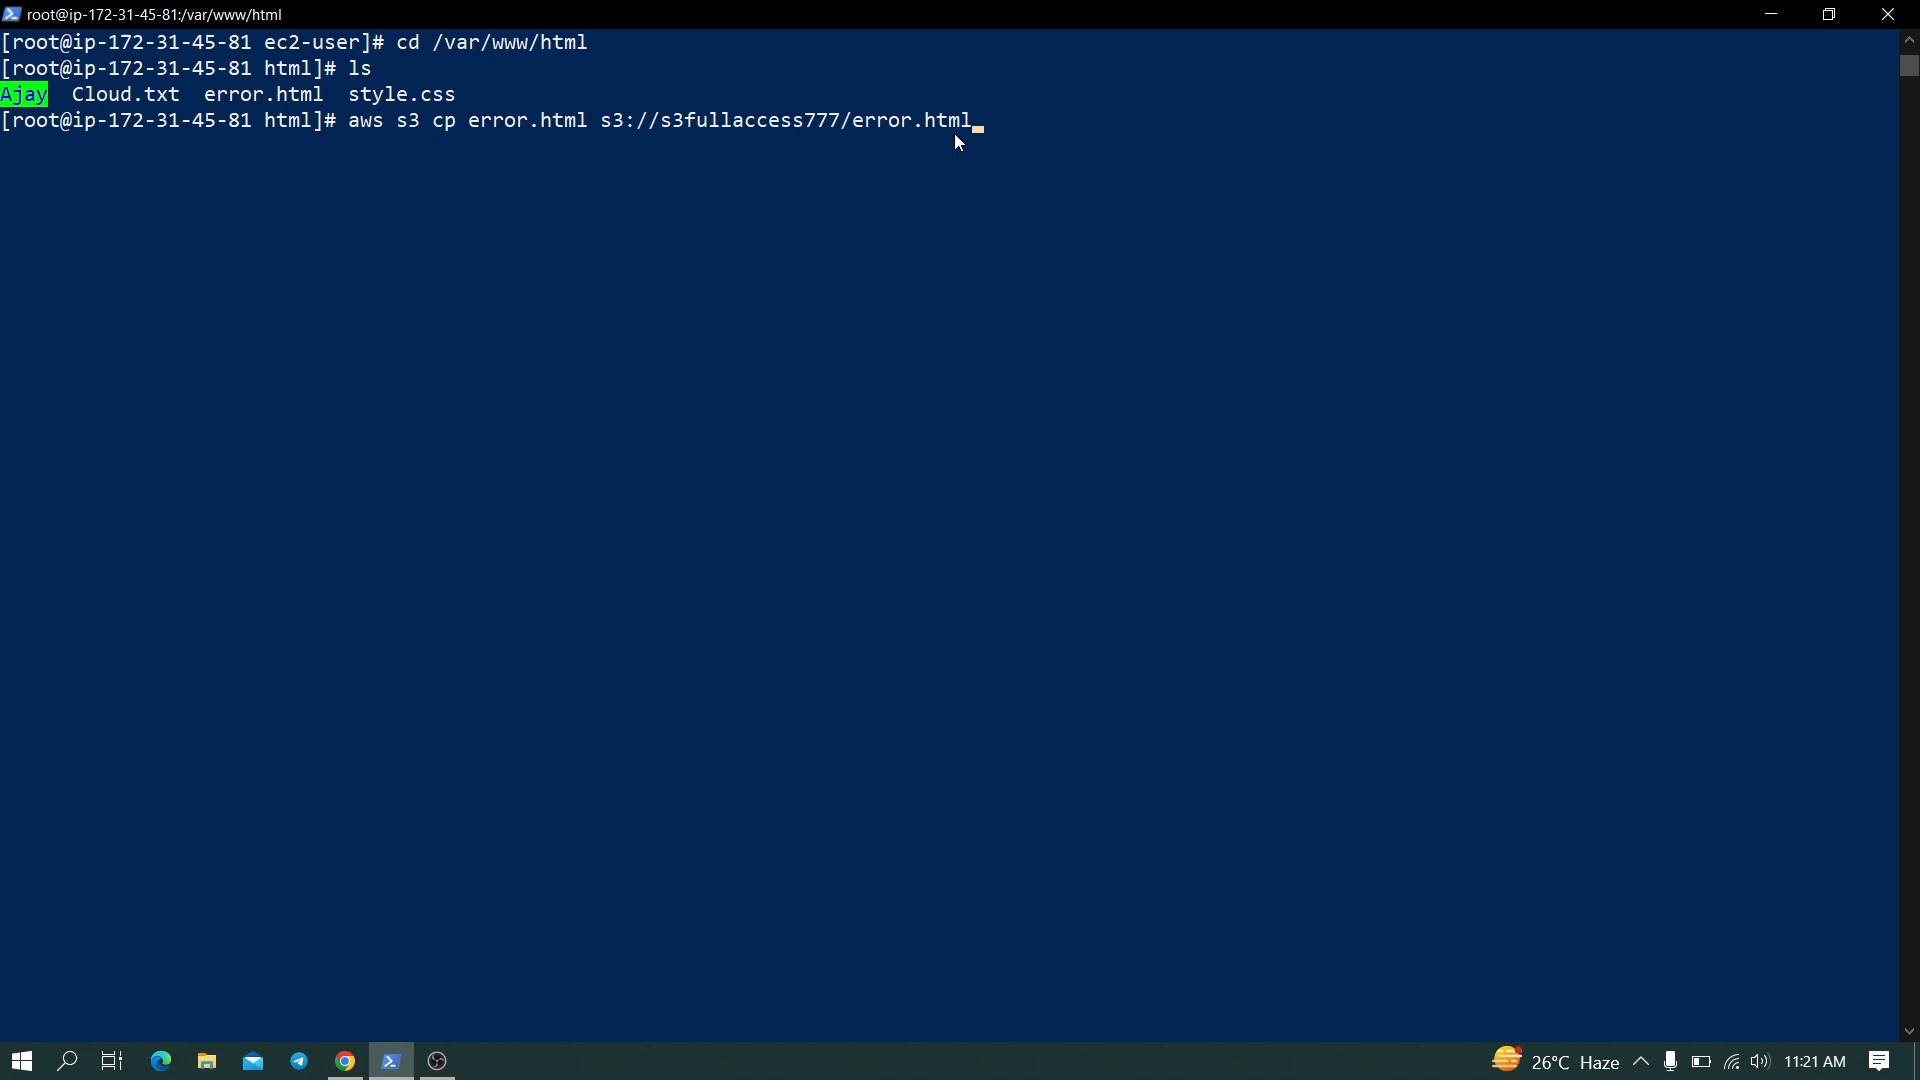 root@ip-172-31-45-81:/var/www/html
[root@ip-172-31-45-81 ec2-user]# cd /var/www/html
[root@ip-172-31-45-81 html]# ls
Ajay  Cloud.txt  error.html  style.css
[root@ip-172-31-45-81 html]# aws s3 cp error.html s3://s3fullaccess777/error.html
26°C Haze 11:21 AM